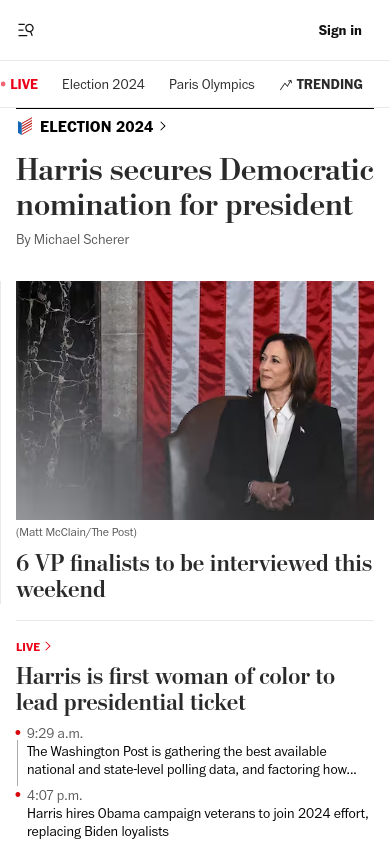 Sign in
LIVE
Election 2024
Paris Olympics
TRENDING
ELECTION 2024
Harris secures Democratic
nomination for president
By Michael Scherer
(Matt McClain/The Post)
6 VP finalists to be interviewed this
weekend
LIVE
Harris is first woman of color to
lead presidential ticket
9:29 a.m.
The Washington Post is gathering the best available
national and state-level polling data, and factoring how...
4:07 p.m.
Harris hires Obama campaign veterans to join 2024 effort,
replacing Biden loyalists